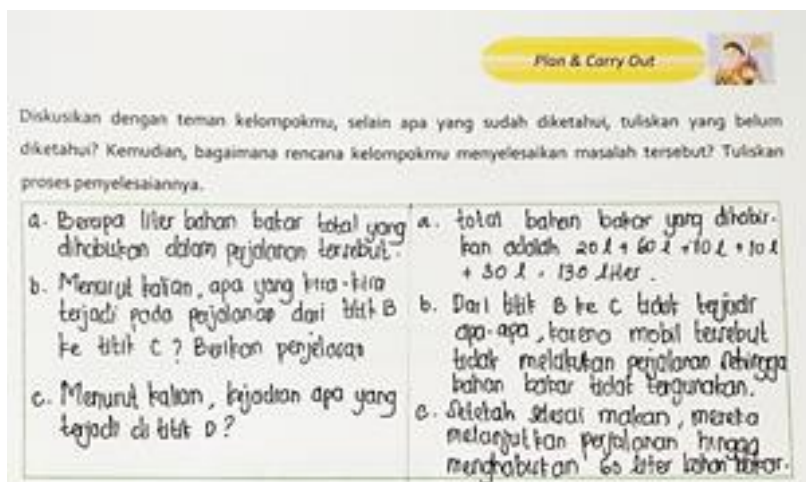 Plan & Carry Out
Diskusikan dengan teman kelompokmu, selain apa yang sudah diketahui, tuliskan yang belum
diketahui? Kemudian, bagaimana rencana kelompokmu menyelesaikan masalah tersebut? Tuliskan
proses penyelesaiannya.
a. Berapa liter bahan bakar total yang
dihabiskan dalam perjalanan tersebut.
b. Menurut kalian, apa yang kira-kira
terjadi pada perjalanan dari titik B
ke titik C? Berikan penjelasan
c. Menurut kalian, kejadian apa yang
terjadi di titik D?
a. total bahan bakar yang dihabis-
kan adalah 20 l + 60 l + 10 l + 10 l
+ 30 l = 130 liter.
b. Dari titik B ke C tidak terjadi
apa-apa, karena mobil tersebut
tidak melakukan perjalanan sehingga
bahan bakar tidak tergunakan.
c. Setelah selesai makan, mereka
melanjutkan perjalanan hingga
menghabiskan 60 liter bahan bakar.